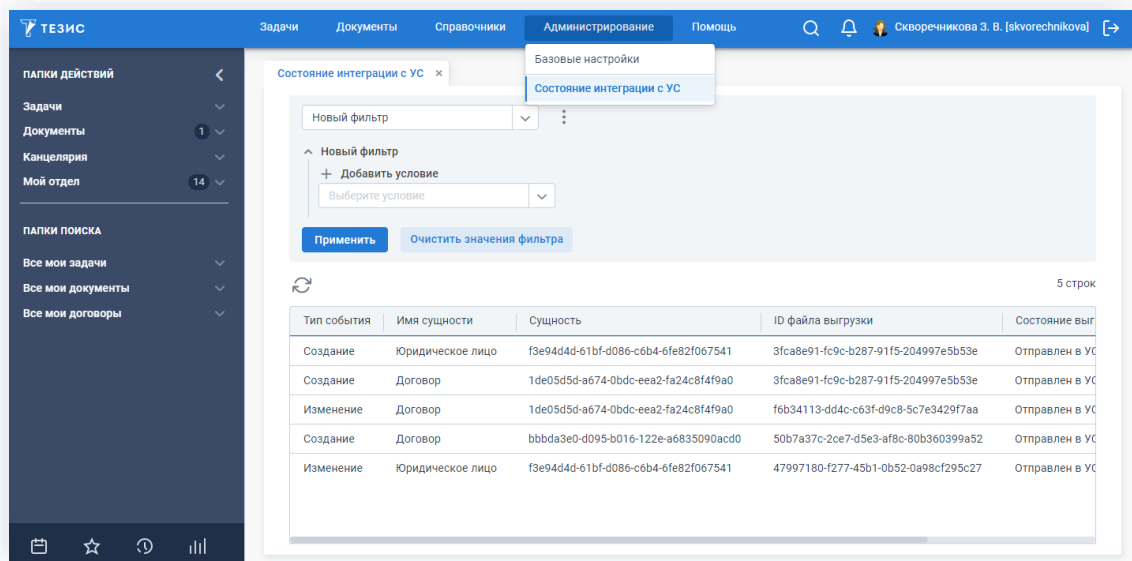 ТЕЗИС
Задачи Документы Справочники Администрирование Помощь Скворечникова З. В. [skvorechnikova]
Базовые настройки
Состояние интеграции с УС
ПАПКИ ДЕЙСТВИЙ
Задачи
Документы 1
Канцелярия
Мой отдел 14
ПАПКИ ПОИСКА
Все мои задачи
Все мои документы
Все мои договоры
Состояние интеграции с УС ×
Новый фильтр
Новый фильтр
+ Добавить условие
Выберите условие
Применить Очистить значения фильтра
5 строк
Тип события Имя сущности Сущность ID файла выгрузки Состояние выг
Создание Юридическое лицо f3e94d4d-61bf-d086-c6b4-6fe82f067541 3fca8e91-fc9c-b287-91f5-204997e5b53e Отправлен в УС
Создание Договор 1de05d5d-a674-0bdc-eea2-fa24c8f4f9a0 3fca8e91-fc9c-b287-91f5-204997e5b53e Отправлен в УС
Изменение Договор 1de05d5d-a674-0bdc-eea2-fa24c8f4f9a0 f6b34113-dd4c-c63f-d9c8-5c7e3429f7aa Отправлен в УС
Создание Договор bbbda3e0-d095-b016-122e-a6835090acd0 50b7a37c-2ce7-d5e3-af8c-80b360399a52 Отправлен в УС
Изменение Юридическое лицо f3e94d4d-61bf-d086-c6b4-6fe82f067541 47997180-f277-45b1-0b52-0a98cf295c27 Отправлен в УС